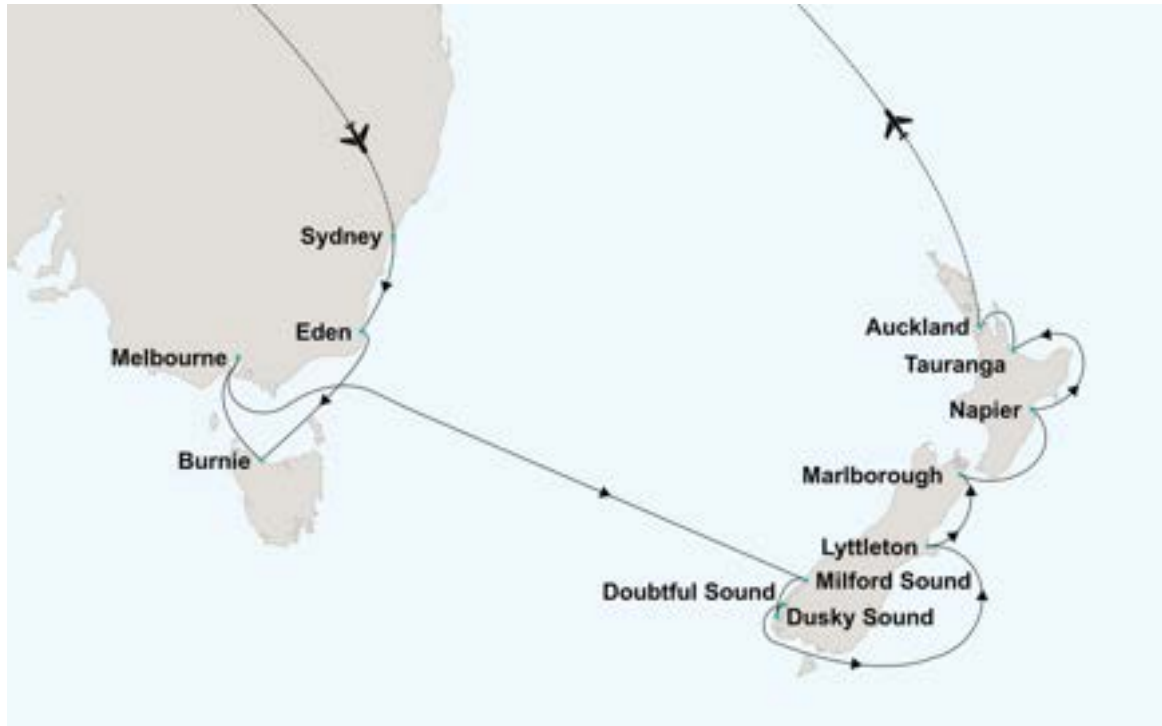 Sydney
Eden
Melbourne
Burnie
Auckland
Tauranga
Napier
Marlborough
Lyttleton
Milford Sound
Doubtful Sound
Dusky Sound